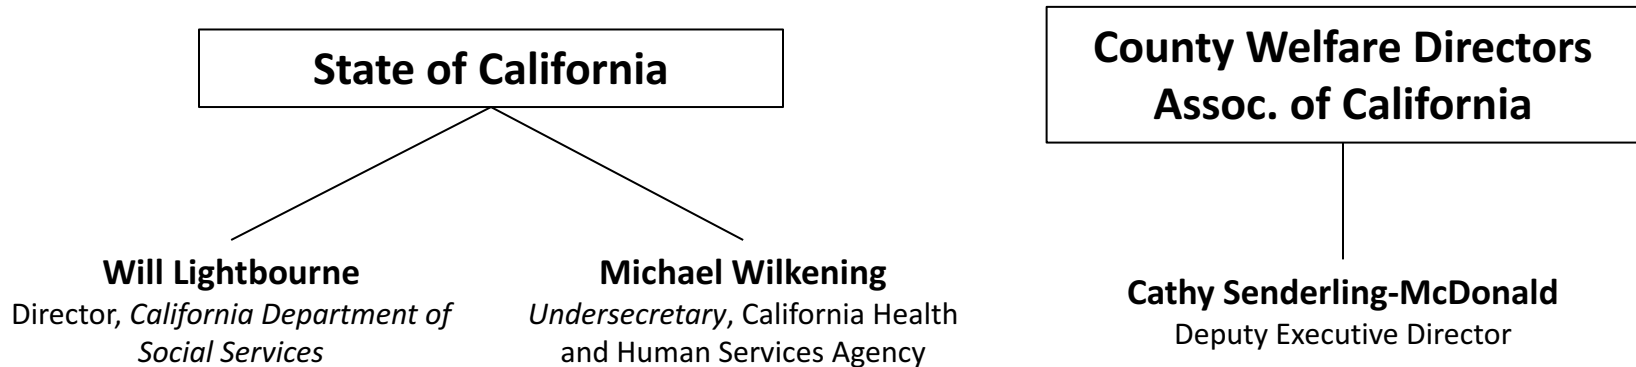 State of California
County Welfare Directors
Assoc. of California
Will Lightbourne
Director, California Department of
Social Services
Michael Wilkening
Undersecretary, California Health
and Human Services Agency
Cathy Senderling-McDonald
Deputy Executive Director